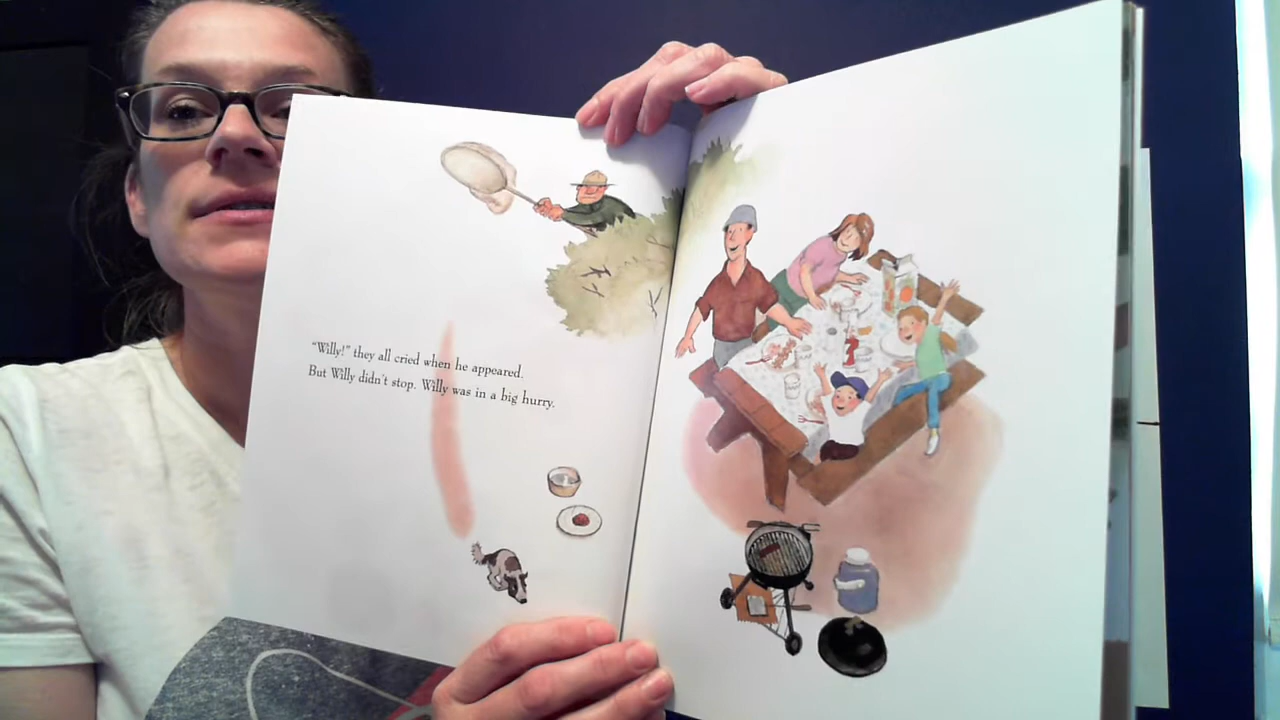 “Willy!” they all cried when he appeared.
But Willy didn't stop. Willy was in a big hurry.